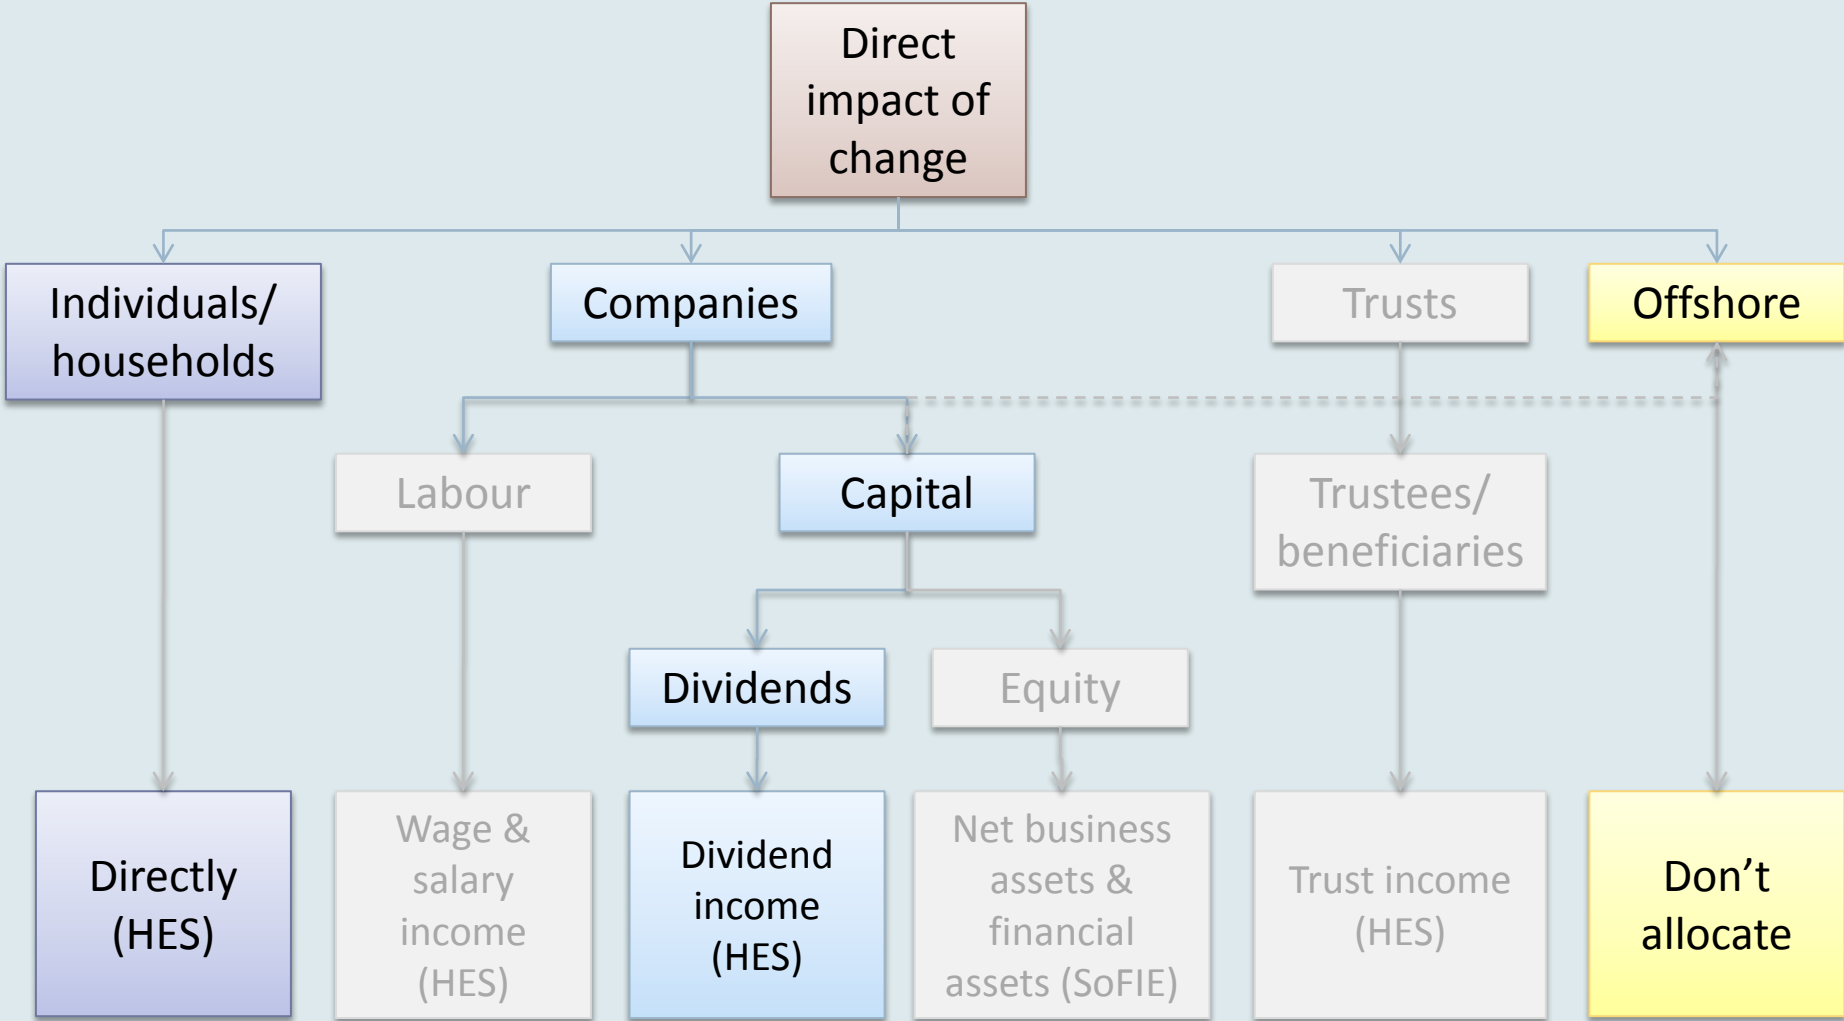 Direct
impact of
change
Individuals/
households
Companies
Trusts
Offshore
Labour
Capital
Trustees/
beneficiaries
Dividends
Equity
Directly
(HES)
Wage &
salary
income
(HES)
Dividend
income
(HES)
Net business
assets &
financial
assets (SoFIE)
Trust income
(HES)
Don’t
allocate